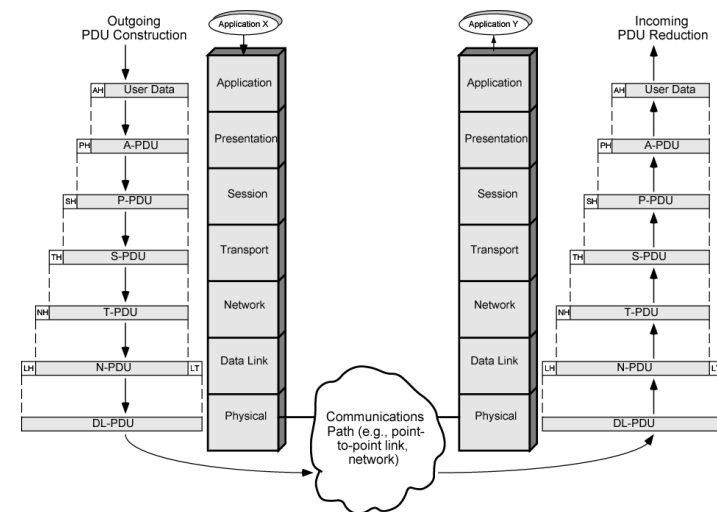 Outgoing
PDU Construction
Application X
Application Y
Incoming
PDU Reduction
AH User Data
Application
Application
AH User Data
PH A-PDU
Presentation
Presentation
PH A-PDU
SH P-PDU
Session
Session
SH P-PDU
TH S-PDU
Transport
Transport
TH S-PDU
NH T-PDU
Network
Network
NH T-PDU
LH N-PDU LT
Data Link
Data Link
LH N-PDU LT
DL-PDU
Physical
Communications
Path (e.g., point-
to-point link,
network)
Physical
DL-PDU